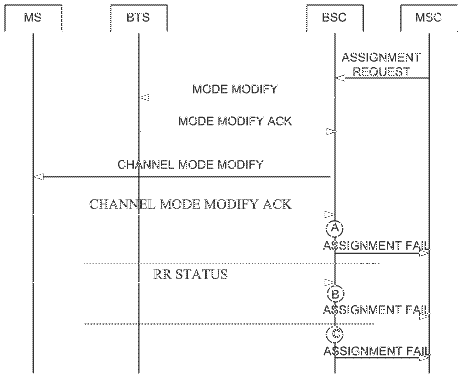 MS BTS BSC MSC
ASSIGNMENT
REQUEST
MODE MODIFY
MODE MODIFY ACK
CHANNEL MODE MODIFY
CHANNEL MODE MODIFY ACK
A
ASSIGNMENT FAIL
RR STATUS
B
ASSIGNMENT FAIL
C
ASSIGNMENT FAIL